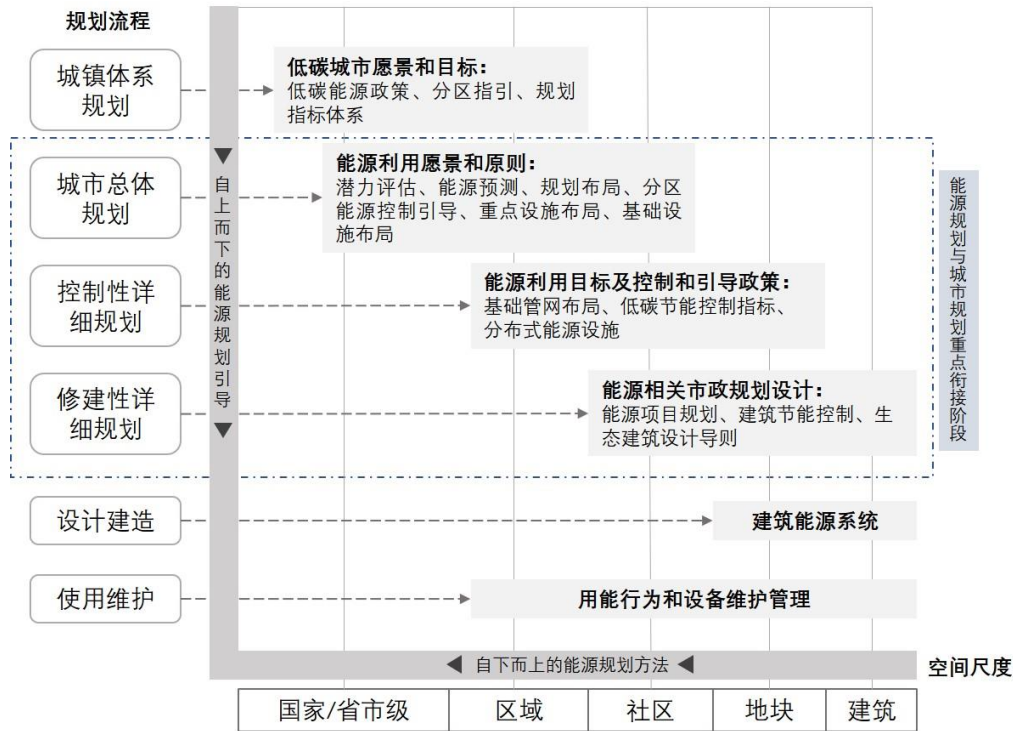 规划流程
城镇体系
规划
低碳城市愿景和目标：
低碳能源政策、分区指引、规划
指标体系
城市总体
规划
能源利用愿景和原则：
潜力评估、能源预测、规划布局、分区
能源控制引导、重点设施布局、基础设
施布局
控制性详
细规划
能源利用目标及控制和引导政策：
基础管网布局、低碳节能控制指标、
分布式能源设施
修建性详
细规划
能源相关市政规划设计：
能源项目规划、建筑节能控制、生
态建筑设计导则
自上而下的能源规划引导
能源规划与城市规划重点衔接阶段
设计建造
建筑能源系统
使用维护
用能行为和设备维护管理
自下而上的能源规划方法
空间尺度
国家/省市级
区域
社区
地块
建筑